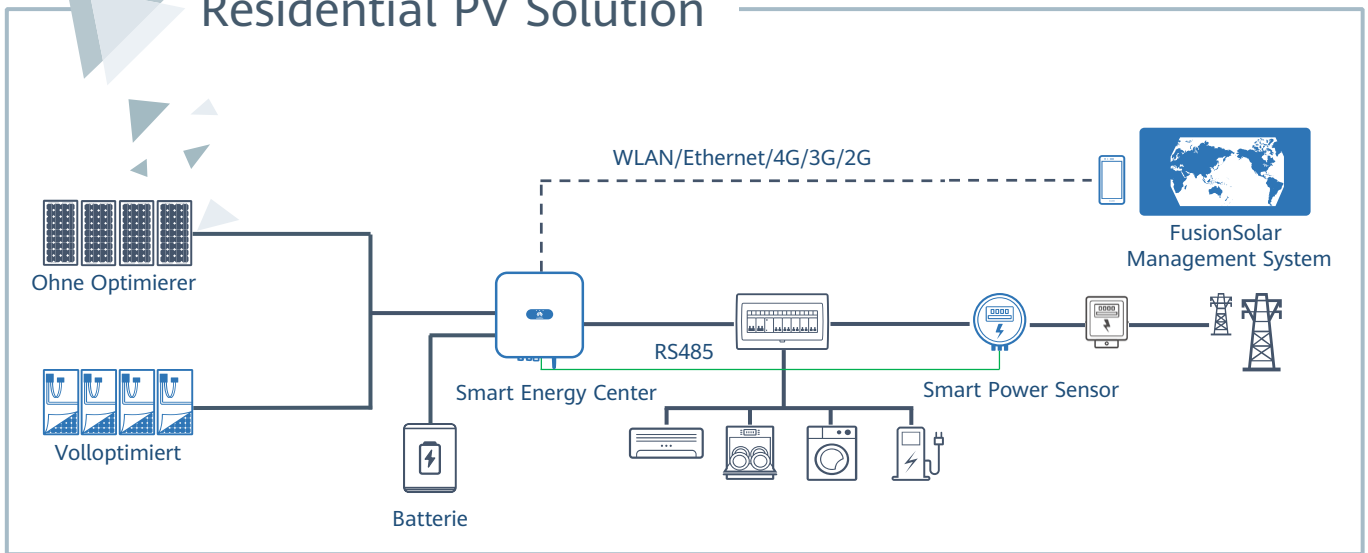 Residential PV Solution
WLAN/Ethernet/4G/3G/2G
FusionSolar
Management System
Ohne Optimierer
RS485
Smart Energy Center
Smart Power Sensor
Volloptimiert
Batterie